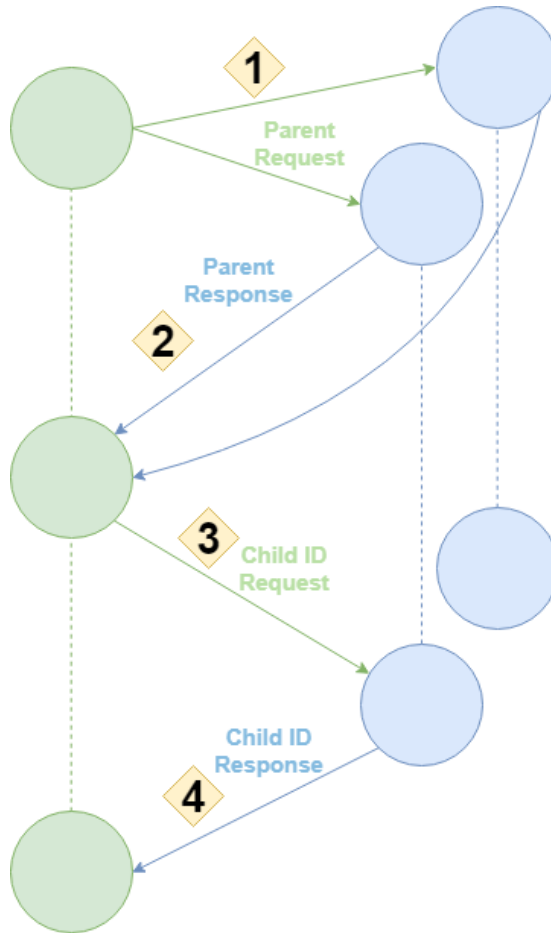 1
Parent
Request
Parent
Response
2
3
Child ID
Request
Child ID
Response
4